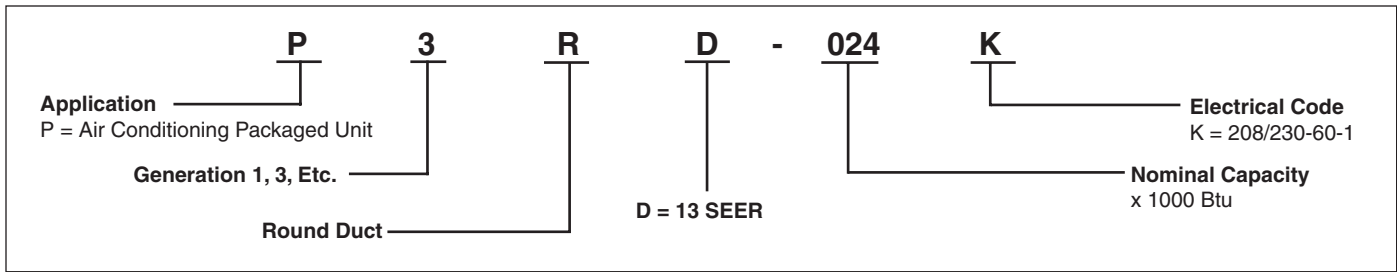 P 3 R D - 024 K
Application
P = Air Conditioning Packaged Unit
Generation 1, 3, Etc.
Round Duct
D = 13 SEER
Electrical Code
K = 208/230-60-1
Nominal Capacity
x 1000 Btu